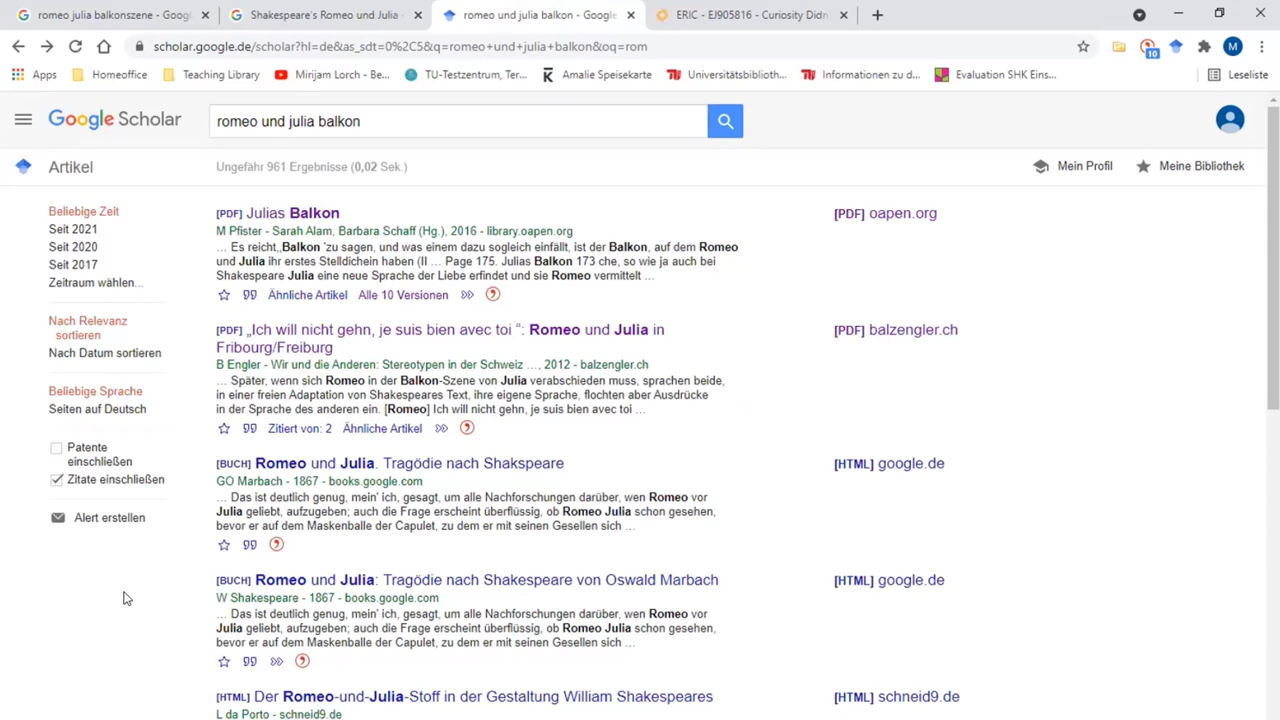 romeo julia balkonszene - Goog
Shakespeare's Romeo und Julia
romeo und julia balkon - Google
ERIC - EJ905816 - Curiosity Didn
scholar.google.de/scholar?hl=de&as_sdt=0%2C5&q=romeo+und+julia+balkon&oq=rom
10
M
Apps
Homeoffice
Teaching Library
Mirijam Lorch - Be...
TU-Testzentrum, Ter...
Amalie Speisekarte
Universitätsbiblioth...
Informationen zu d...
Evaluation SHK Eins...
Leseliste
Google Scholar
romeo und julia balkon
Artikel
Ungefähr 961 Ergebnisse (0,02 Sek.)
Mein Profil
Meine Bibliothek
Beliebige Zeit
Seit 2021
Seit 2020
Seit 2017
Zeitraum wählen...
Nach Relevanz
sortieren
Nach Datum sortieren
Beliebige Sprache
Seiten auf Deutsch
Patente
einschließen
Zitate einschließen
Alert erstellen
[PDF] Julias Balkon
M Pfister - Sarah Alam, Barbara Schaff (Hg.), 2016 - library.oapen.org
... Es reicht,„Balkon 'zu sagen, und was einem dazu sogleich einfällt, ist der Balkon, auf dem Romeo
und Julia ihr erstes Stelldichein haben (II ... Page 175. Julias Balkon 173 che, so wie ja auch bei
Shakespeare Julia eine neue Sprache der Liebe erfindet und sie Romeo vermittelt ...
Ähnliche Artikel Alle 10 Versionen
[PDF] oapen.org
[PDF] „Ich will nicht gehn, je suis bien avec toi “: Romeo und Julia in
Fribourg/Freiburg
B Engler - Wir und die Anderen: Stereotypen in der Schweiz …, 2012 - balzengler.ch
... Später, wenn sich Romeo in der Balkon-Szene von Julia verabschieden muss, sprachen beide,
in einer freien Adaptation von Shakespeares Text, ihre eigene Sprache, flochten aber Ausdrücke
in der Sprache des anderen ein. [Romeo] Ich will nicht gehn, je suis bien avec toi ...
Zitiert von: 2 Ähnliche Artikel
[PDF] balzengler.ch
[BUCH] Romeo und Julia. Tragödie nach Shakspeare
GO Marbach - 1867 - books.google.com
... Das ist deutlich genug, mein' ich, gesagt, um alle Nachforschungen darüber, wen Romeo vor
Julia geliebt, aufzugeben; auch die Frage erscheint überflüssig, ob Romeo Julia schon gesehen,
bevor er auf dem Maskenballe der Capulet, zu dem er mit seinen Gesellen sich ...
[HTML] google.de
[BUCH] Romeo und Julia: Tragödie nach Shakespeare von Oswald Marbach
W Shakespeare - 1867 - books.google.com
... Das ist deutlich genug, mein' ich, gesagt, um alle Nachforschungen darüber, wen Romeo vor
Julia geliebt, aufzugeben; auch die Frage erscheint überflüssig, ob Romeo Julia schon gesehen,
bevor er auf dem Maskenballe der Capulet, zu dem er mit seinen Gesellen sich ...
[HTML] google.de
[HTML] Der Romeo-und-Julia-Stoff in der Gestaltung William Shakespeares
L da Porto - schneid9.de
[HTML] schneid9.de